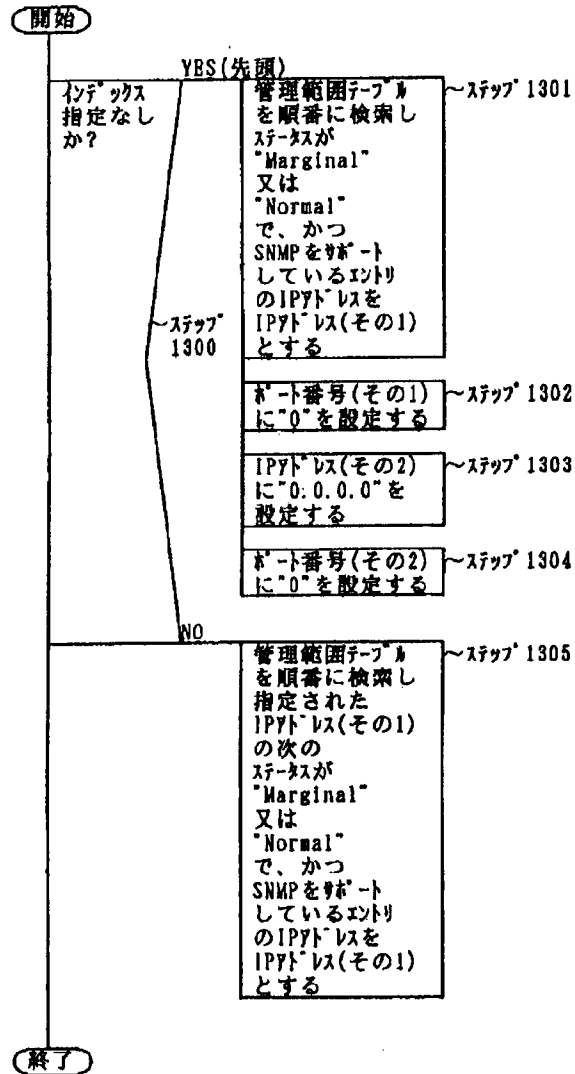 開始
YES(先頭)
インデックス
指定なし
か?
管理範囲テーブル
を順番に検索し
ステータスが
"Marginal"
又は
"Normal"
で、かつ
SNMPをサポート
しているエントリ
のIPアドレスを
IPアドレス(その1)
とする
~ステップ1301
~ステップ
1300
ポート番号(その1)
に"0"を設定する
~ステップ1302
IPアドレス(その2)
に"0.0.0.0"を
設定する
~ステップ1303
ポート番号(その2)
に"0"を設定する
~ステップ1304
NO
管理範囲テーブル
を順番に検索し
指定された
IPアドレス(その1)
の次の
ステータスが
"Marginal"
又は
"Normal"
で、かつ
SNMPをサポート
しているエントリ
のIPアドレスを
IPアドレス(その1)
とする
~ステップ1305
終了